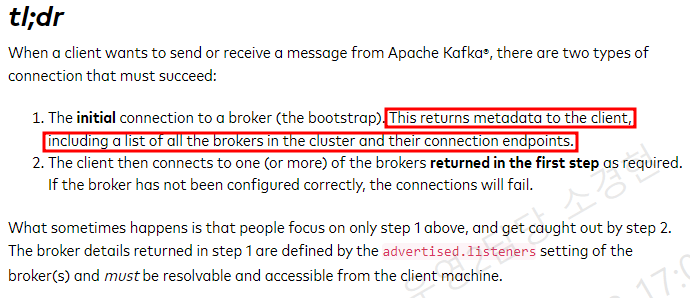 tl;dr
When a client wants to send or receive a message from Apache Kafka®, there are two types of
connection that must succeed:
1. The initial connection to a broker (the bootstrap). This returns metadata to the client,
including a list of all the brokers in the cluster and their connection endpoints.
2. The client then connects to one (or more) of the brokers returned in the first step as required.
If the broker has not been configured correctly, the connections will fail.
What sometimes happens is that people focus on only step 1 above, and get caught out by step 2.
The broker details returned in step 1 are defined by the advertised.listeners setting of the
broker(s) and must be resolvable and accessible from the client machine.